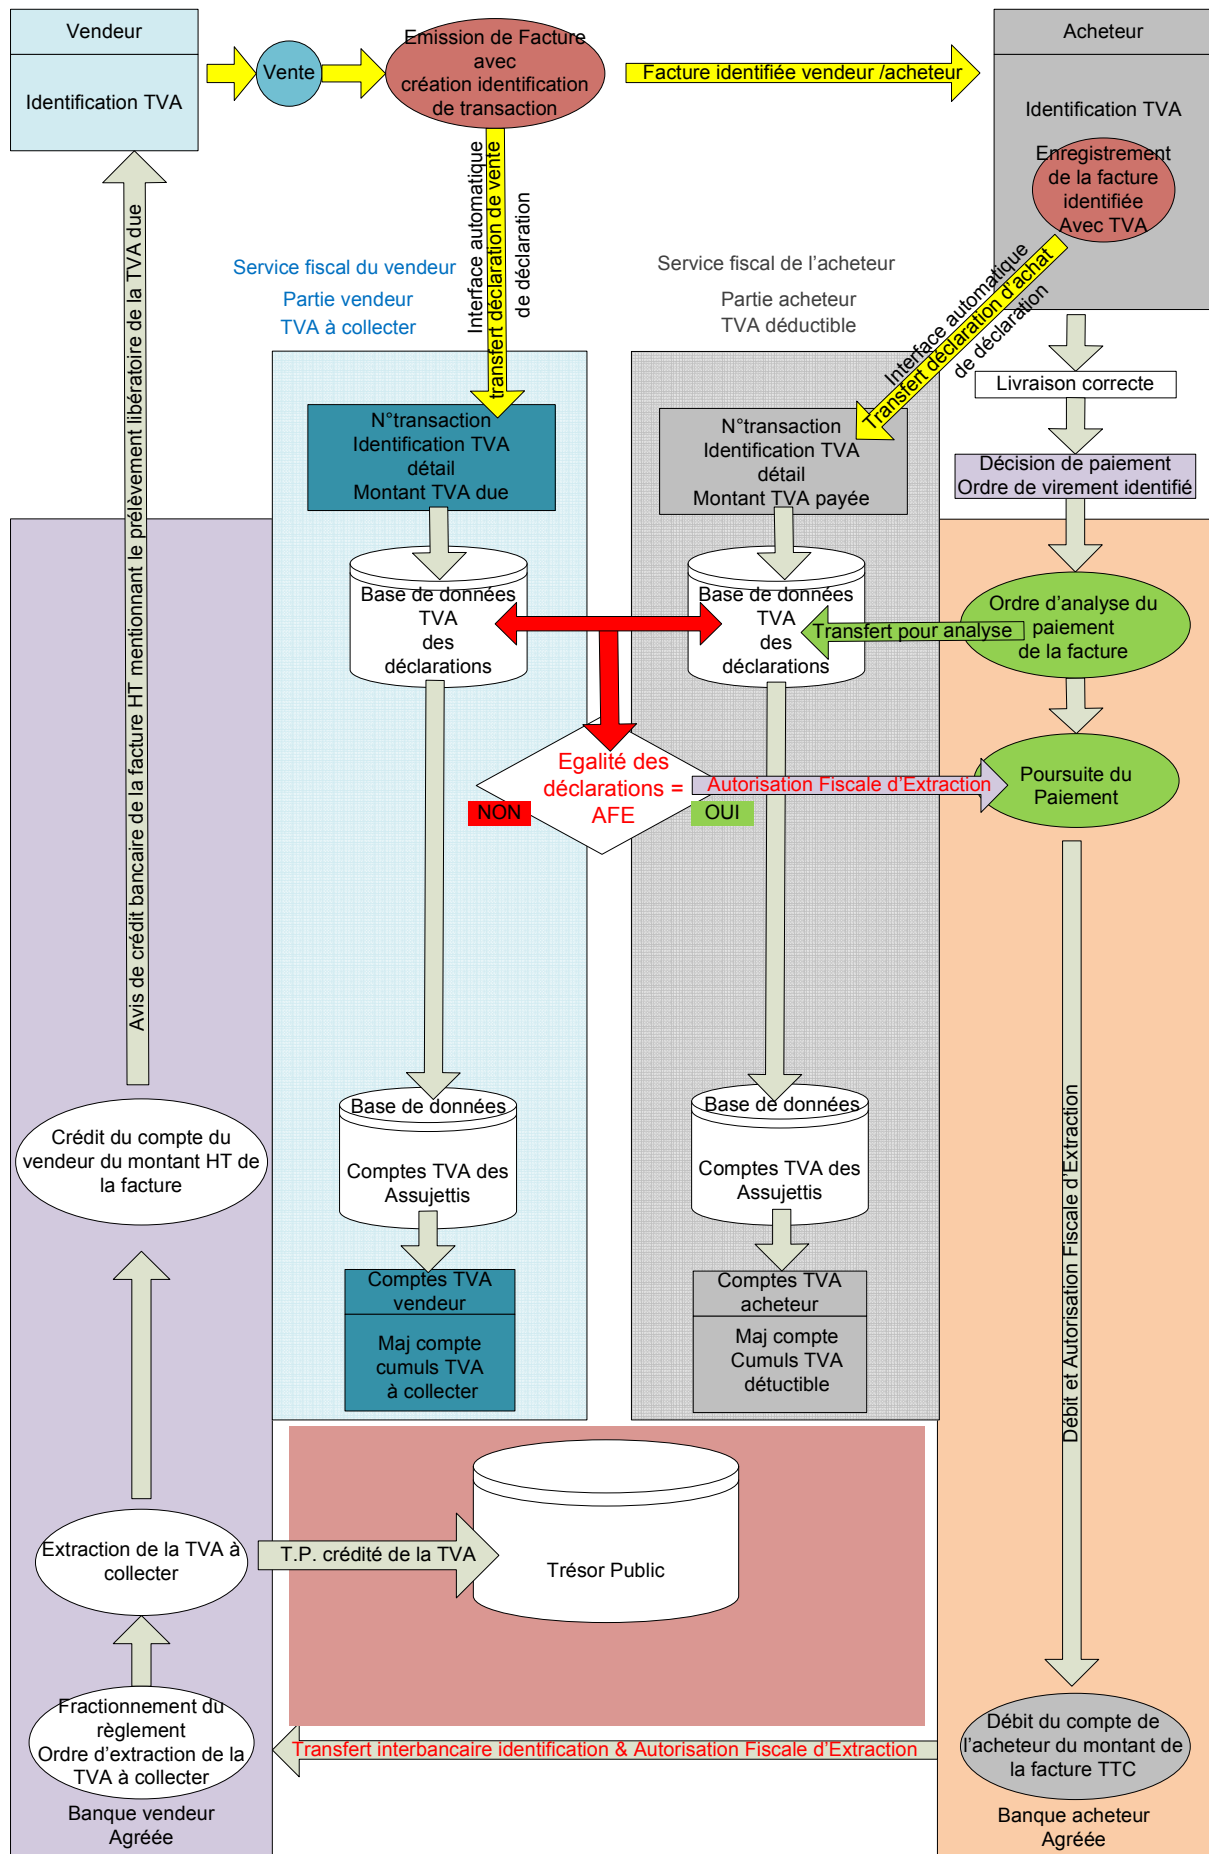 Vendeur
Identification TVA
Vente
Emission de Facture
avec
création identification
de transaction
Facture identifiée vendeur /acheteur
Acheteur
Identification TVA
Enregistrement
de la facture
identifiée
Avec TVA
Interface automatique
transfert déclaration de vente
de déclaration
Interface automatique
Transfert déclaration d'achat
de déclaration
Service fiscal du vendeur
Partie vendeur
TVA à collecter
Service fiscal de l'acheteur
Partie acheteur
TVA déductible
Livraison correcte
Décision de paiement
Ordre de virement identifié
N°transaction
Identification TVA
détail
Montant TVA due
N°transaction
Identification TVA
détail
Montant TVA payée
Base de données
TVA
des
déclarations
Base de données
TVA
des
déclarations
Transfert pour analyse
Ordre d'analyse du
paiement
de la facture
Egalité des
déclarations =
AFE
NON
OUI
Autorisation Fiscale d'Extraction
Poursuite du
Paiement
Avis de crédit bancaire de la facture HT mentionnant le prélèvement libératoire de la TVA due
Base de données
Comptes TVA des
Assujettis
Base de données
Comptes TVA des
Assujettis
Crédit du compte du
vendeur du montant HT de
la facture
Comptes TVA
vendeur
Maj compte
cumuls TVA
à collecter
Comptes TVA
acheteur
Maj compte
Cumuls TVA
détuctible
Débit et Autorisation Fiscale d'Extraction
Extraction de la TVA à
collecter
T.P. crédité de la TVA
Trésor Public
Fractionnement du
règlement
Ordre d'extraction de la
TVA à collecter
Transfert interbancaire identification & Autorisation Fiscale d'Extraction
Débit du compte de
l'acheteur du montant de
la facture TTC
Banque vendeur
Agréée
Banque acheteur
Agréée